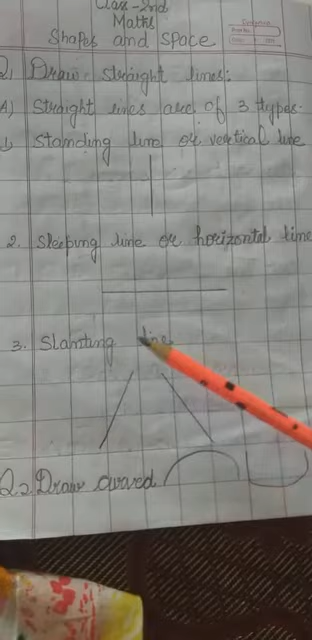 Class-2nd
Maths
Shapes and Space
Q1 Draw straight lines:
A) Straight lines are of 3 types-
1. Standing line or vertical line
2. Sleeping line or horizontal line
3. Slanting line
Q2. Draw curved